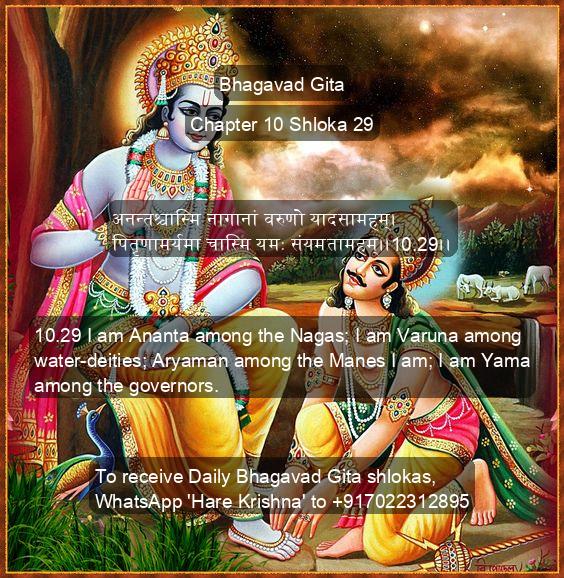 Bhagavad Gita
Chapter 10 Shloka 29
अनन्तश्चास्मि नागानां वरुणो यादसामहम्।
पितृणामर्यमा चास्मि यमः संयमतामहम्।।10.29।।
10.29 I am Ananta among the Nagas; I am Varuna among
water-deities; Aryaman among the Manes I am; I am Yama
among the governors.
To receive Daily Bhagavad Gita shlokas,
WhatsApp 'Hare Krishna' to +917022312895